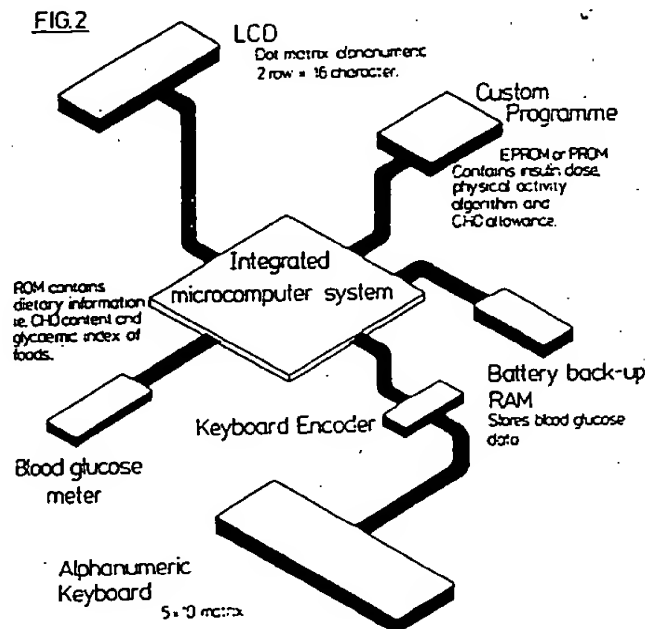 FIG.2
LCD
Dot matrix
2 row × 16 character.
Custom
Programme
EPROM or PROM
Contains insulin dose,
physical activity
algorithm and
CHO allowance.
Integrated
microcomputer system
ROM contains
dietary information
ie. CHO content and
glycaemic index of
foods.
Battery back-up
RAM
Stores blood glucose
data
Keyboard Encoder
Blood glucose
meter
Alphanumeric
Keyboard
5 × 10 matrix